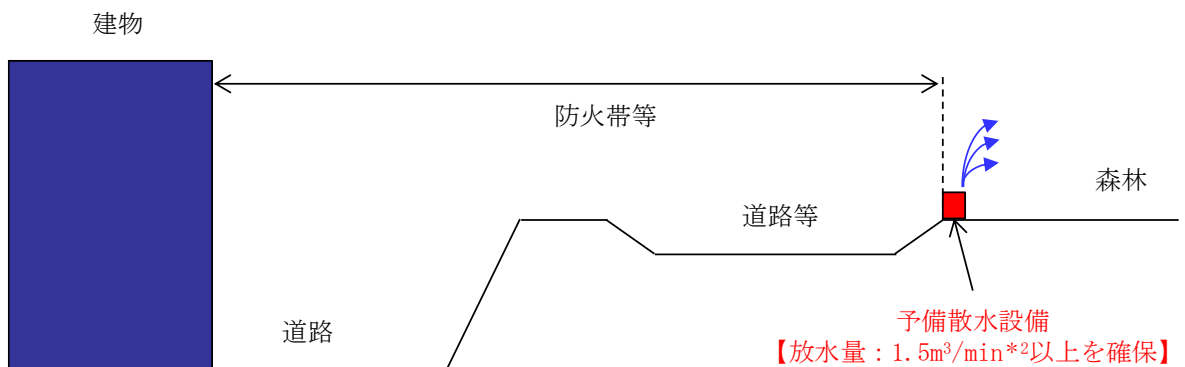 建物
防火帯等
森林
道路等
道路
予備散水設備
【放水量：1.5m³/min*²以上を確保】